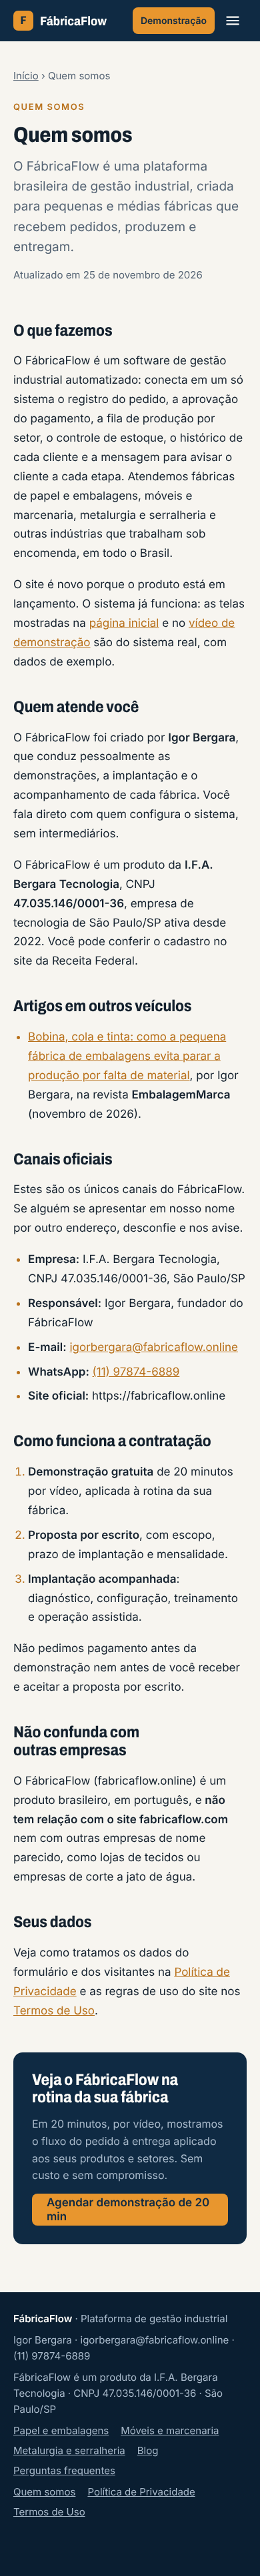 F FábricaFlow Demonstração
Início › Quem somos
QUEM SOMOS
Quem somos
O FábricaFlow é uma plataforma
brasileira de gestão industrial, criada
para pequenas e médias fábricas que
recebem pedidos, produzem e
entregam.
Atualizado em 25 de novembro de 2026
O que fazemos
O FábricaFlow é um software de gestão
industrial automatizado: conecta em um só
sistema o registro do pedido, a aprovação
do pagamento, a fila de produção por
setor, o controle de estoque, o histórico de
cada cliente e a mensagem para avisar o
cliente a cada etapa. Atendemos fábricas
de papel e embalagens, móveis e
marcenaria, metalurgia e serralheria e
outras indústrias que trabalham sob
encomenda, em todo o Brasil.
O site é novo porque o produto está em
lançamento. O sistema já funciona: as telas
mostradas na página inicial e no vídeo de
demonstração são do sistema real, com
dados de exemplo.
Quem atende você
O FábricaFlow foi criado por Igor Bergara,
que conduz pessoalmente as
demonstrações, a implantação e o
acompanhamento de cada fábrica. Você
fala direto com quem configura o sistema,
sem intermediários.
O FábricaFlow é um produto da I.F.A.
Bergara Tecnologia, CNPJ
47.035.146/0001-36, empresa de
tecnologia de São Paulo/SP ativa desde
2022. Você pode conferir o cadastro no
site da Receita Federal.
Artigos em outros veículos
• Bobina, cola e tinta: como a pequena
fábrica de embalagens evita parar a
produção por falta de material, por Igor
Bergara, na revista EmbalagemMarca
(novembro de 2026).
Canais oficiais
Estes são os únicos canais do FábricaFlow.
Se alguém se apresentar em nosso nome
por outro endereço, desconfie e nos avise.
• Empresa: I.F.A. Bergara Tecnologia,
CNPJ 47.035.146/0001-36, São Paulo/SP
• Responsável: Igor Bergara, fundador do
FábricaFlow
• E-mail: igorbergara@fabricaflow.online
• WhatsApp: (11) 97874-6889
• Site oficial: https://fabricaflow.online
Como funciona a contratação
1. Demonstração gratuita de 20 minutos
por vídeo, aplicada à rotina da sua
fábrica.
2. Proposta por escrito, com escopo,
prazo de implantação e mensalidade.
3. Implantação acompanhada:
diagnóstico, configuração, treinamento
e operação assistida.
Não pedimos pagamento antes da
demonstração nem antes de você receber
e aceitar a proposta por escrito.
Não confunda com
outras empresas
O FábricaFlow (fabricaflow.online) é um
produto brasileiro, em português, e não
tem relação com o site fabricaflow.com
nem com outras empresas de nome
parecido, como lojas de tecidos ou
empresas de corte a jato de água.
Seus dados
Veja como tratamos os dados do
formulário e dos visitantes na Política de
Privacidade e as regras de uso do site nos
Termos de Uso.
Veja o FábricaFlow na
rotina da sua fábrica
Em 20 minutos, por vídeo, mostramos
o fluxo do pedido à entrega aplicado
aos seus produtos e setores. Sem
custo e sem compromisso.
Agendar demonstração de 20
min
FábricaFlow · Plataforma de gestão industrial
Igor Bergara · igorbergara@fabricaflow.online ·
(11) 97874-6889
FábricaFlow é um produto da I.F.A. Bergara
Tecnologia · CNPJ 47.035.146/0001-36 · São
Paulo/SP
Papel e embalagens Móveis e marcenaria
Metalurgia e serralheria Blog
Perguntas frequentes
Quem somos Política de Privacidade
Termos de Uso